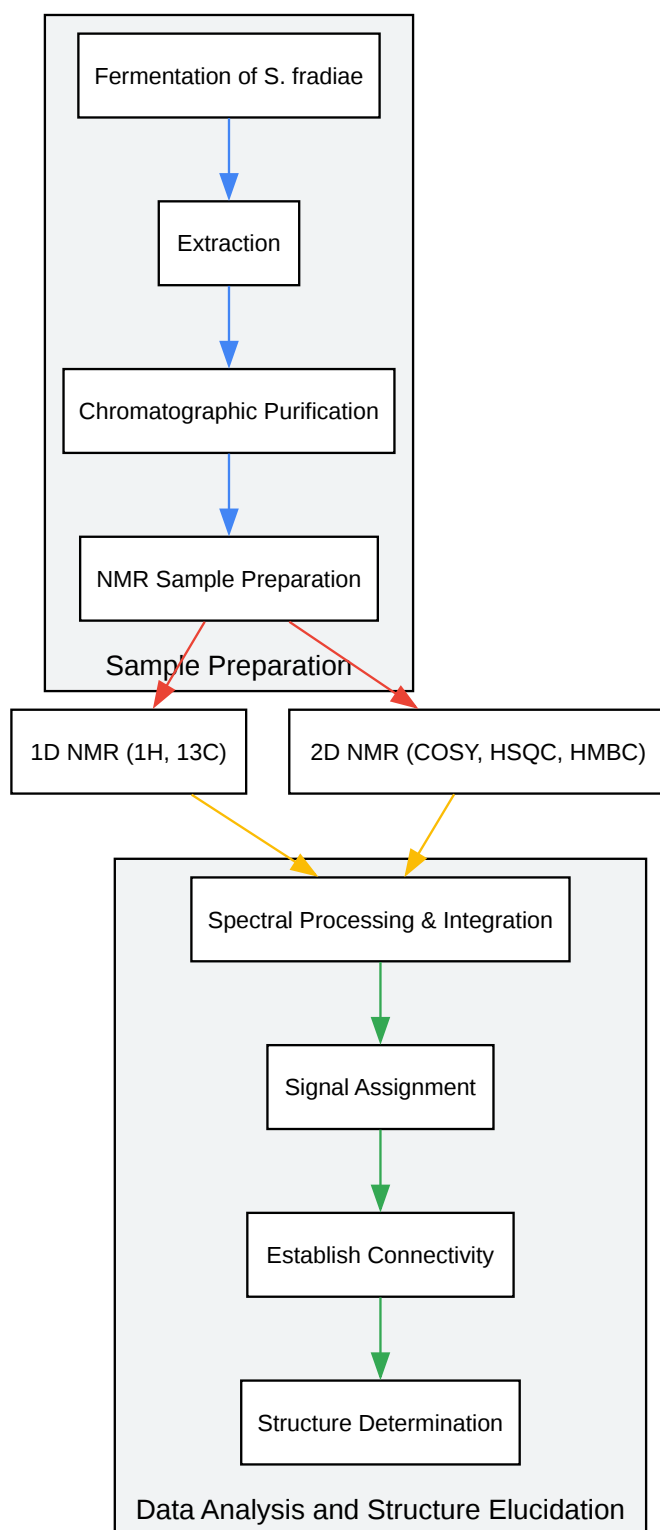 Fermentation of S. fradiae
Extraction
Chromatographic Purification
NMR Sample Preparation
Sample Preparation
1D NMR (1H, 13C)
2D NMR (COSY, HSQC, HMBC)
Spectral Processing & Integration
Signal Assignment
Establish Connectivity
Structure Determination
Data Analysis and Structure Elucidation